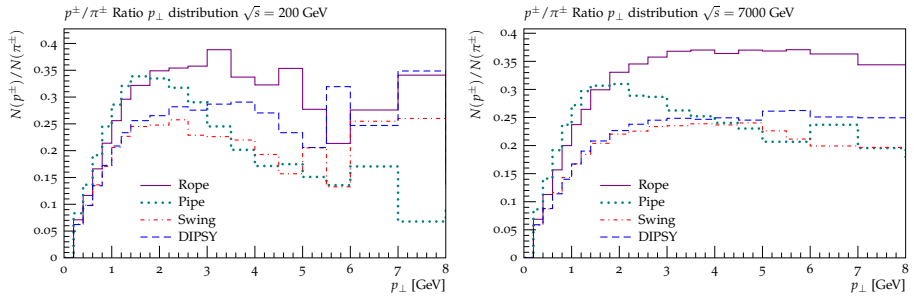 p±/π± Ratio p⊥ distribution √s = 200 GeV
N(p±)/N(π±)
0.4
0.35
0.3
0.25
0.2
0.15
0.1
0.05
0
Rope
Pipe
Swing
DIPSY
0 1 2 3 4 5 6 7 8
p⊥ [GeV]
p±/π± Ratio p⊥ distribution √s = 7000 GeV
N(p±)/N(π±)
0.4
0.35
0.3
0.25
0.2
0.15
0.1
0.05
0
Rope
Pipe
Swing
DIPSY
0 1 2 3 4 5 6 7 8
p⊥ [GeV]